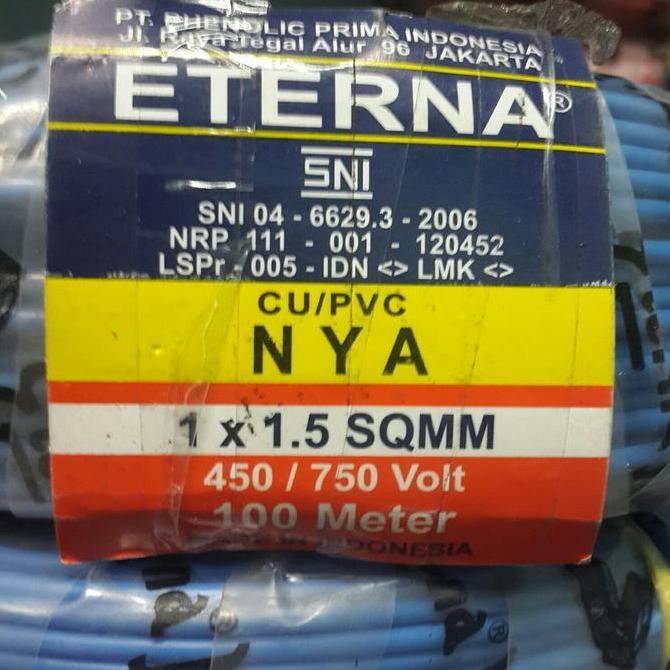 PT. PHENOLIC PRIMA INDONESIA
Jl. Raya Tegal Alur 96 JAKARTA
ETERNA®
SNI
SNI 04 - 6629.3 - 2006
NRP 111 - 001 - 120452
LSPr - 005 - IDN <> LMK <>
CU/PVC
NYA
1 x 1.5 SQMM
450 / 750 Volt
100 Meter
MADE IN INDONESIA